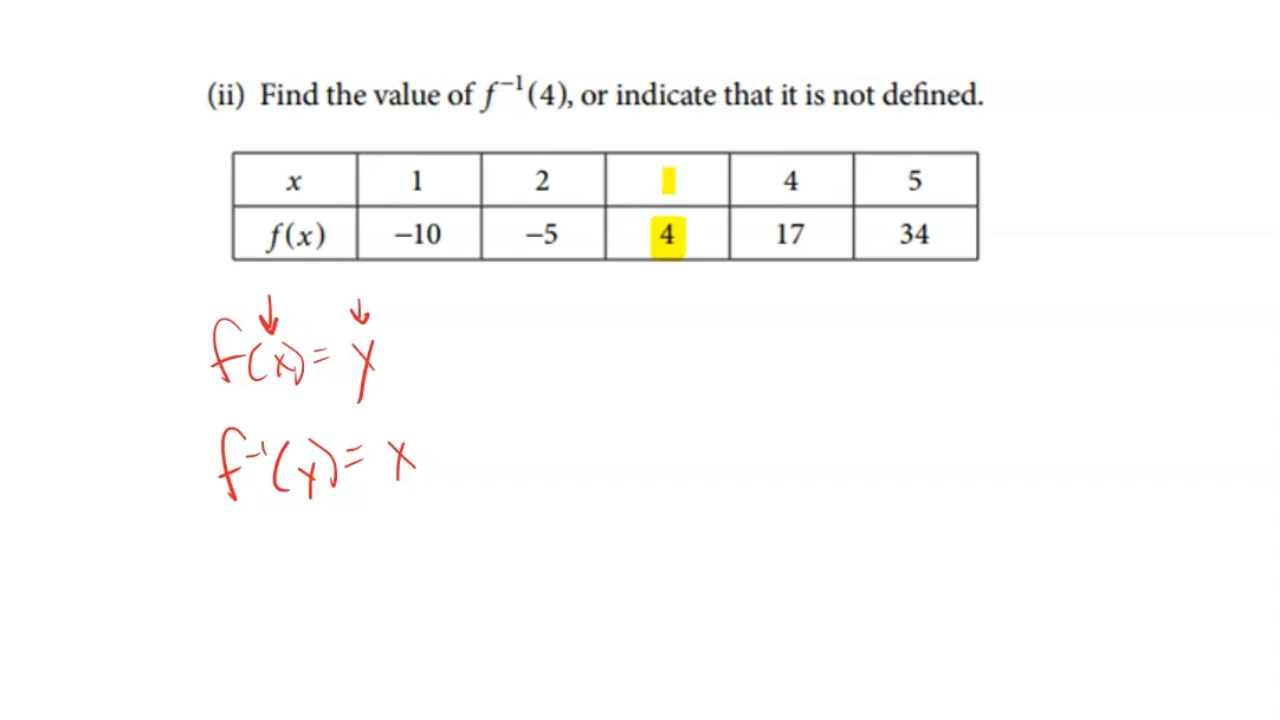 (ii) Find the value of f⁻¹(4), or indicate that it is not defined.
x 1 2 4 5
f(x) −10 −5 4 17 34
f(x) = y
f⁻¹(y) = x